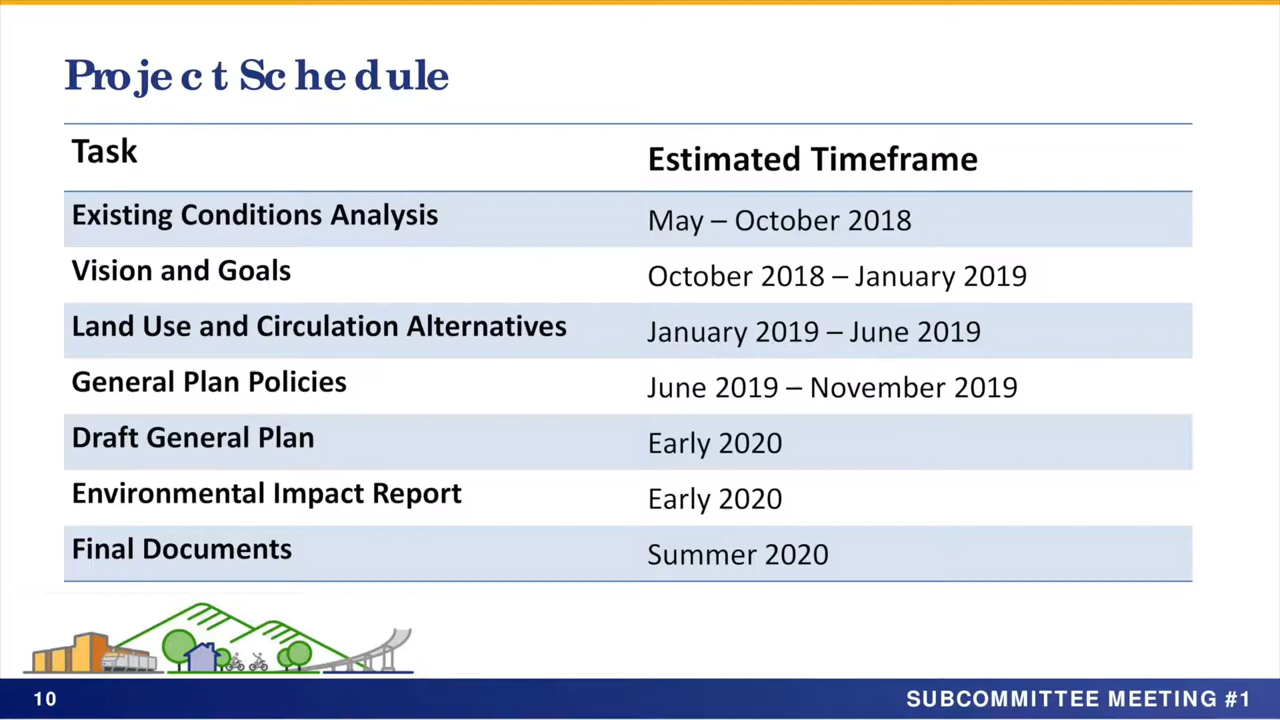 Project Schedule
Task Estimated Timeframe
Existing Conditions Analysis May – October 2018
Vision and Goals October 2018 – January 2019
Land Use and Circulation Alternatives January 2019 – June 2019
General Plan Policies June 2019 – November 2019
Draft General Plan Early 2020
Environmental Impact Report Early 2020
Final Documents Summer 2020
10 SUBCOMMITTEE MEETING #1